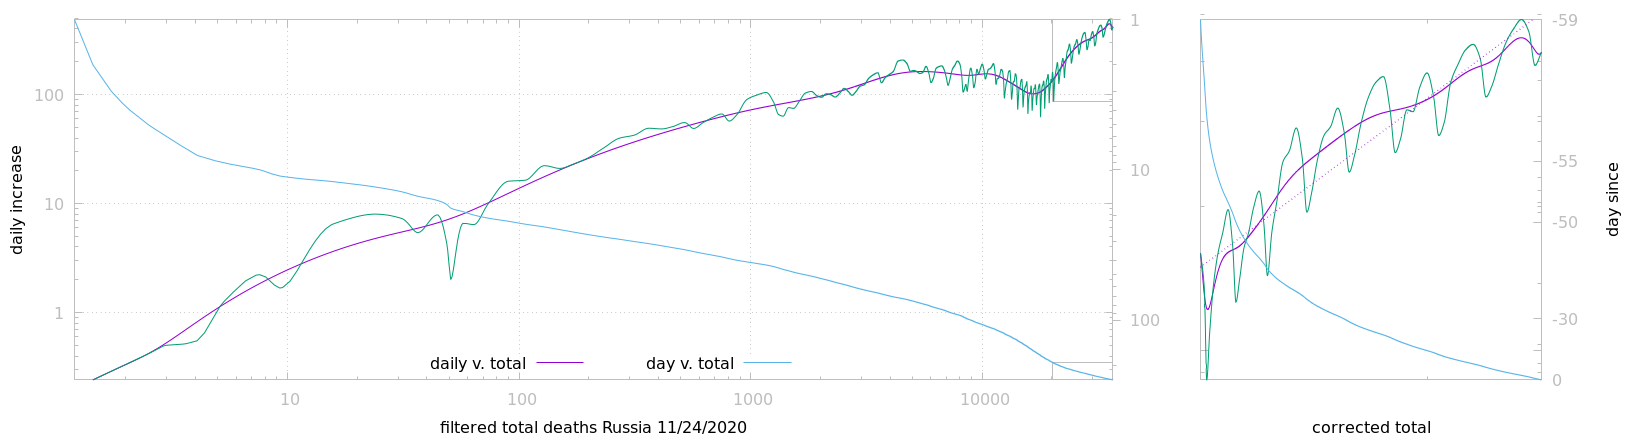 daily increase
100
10
1
10
100
1000
10000
1
10
100
daily v. total
day v. total
filtered total deaths Russia 11/24/2020
-59
-55
-50
-30
0
day since
corrected total